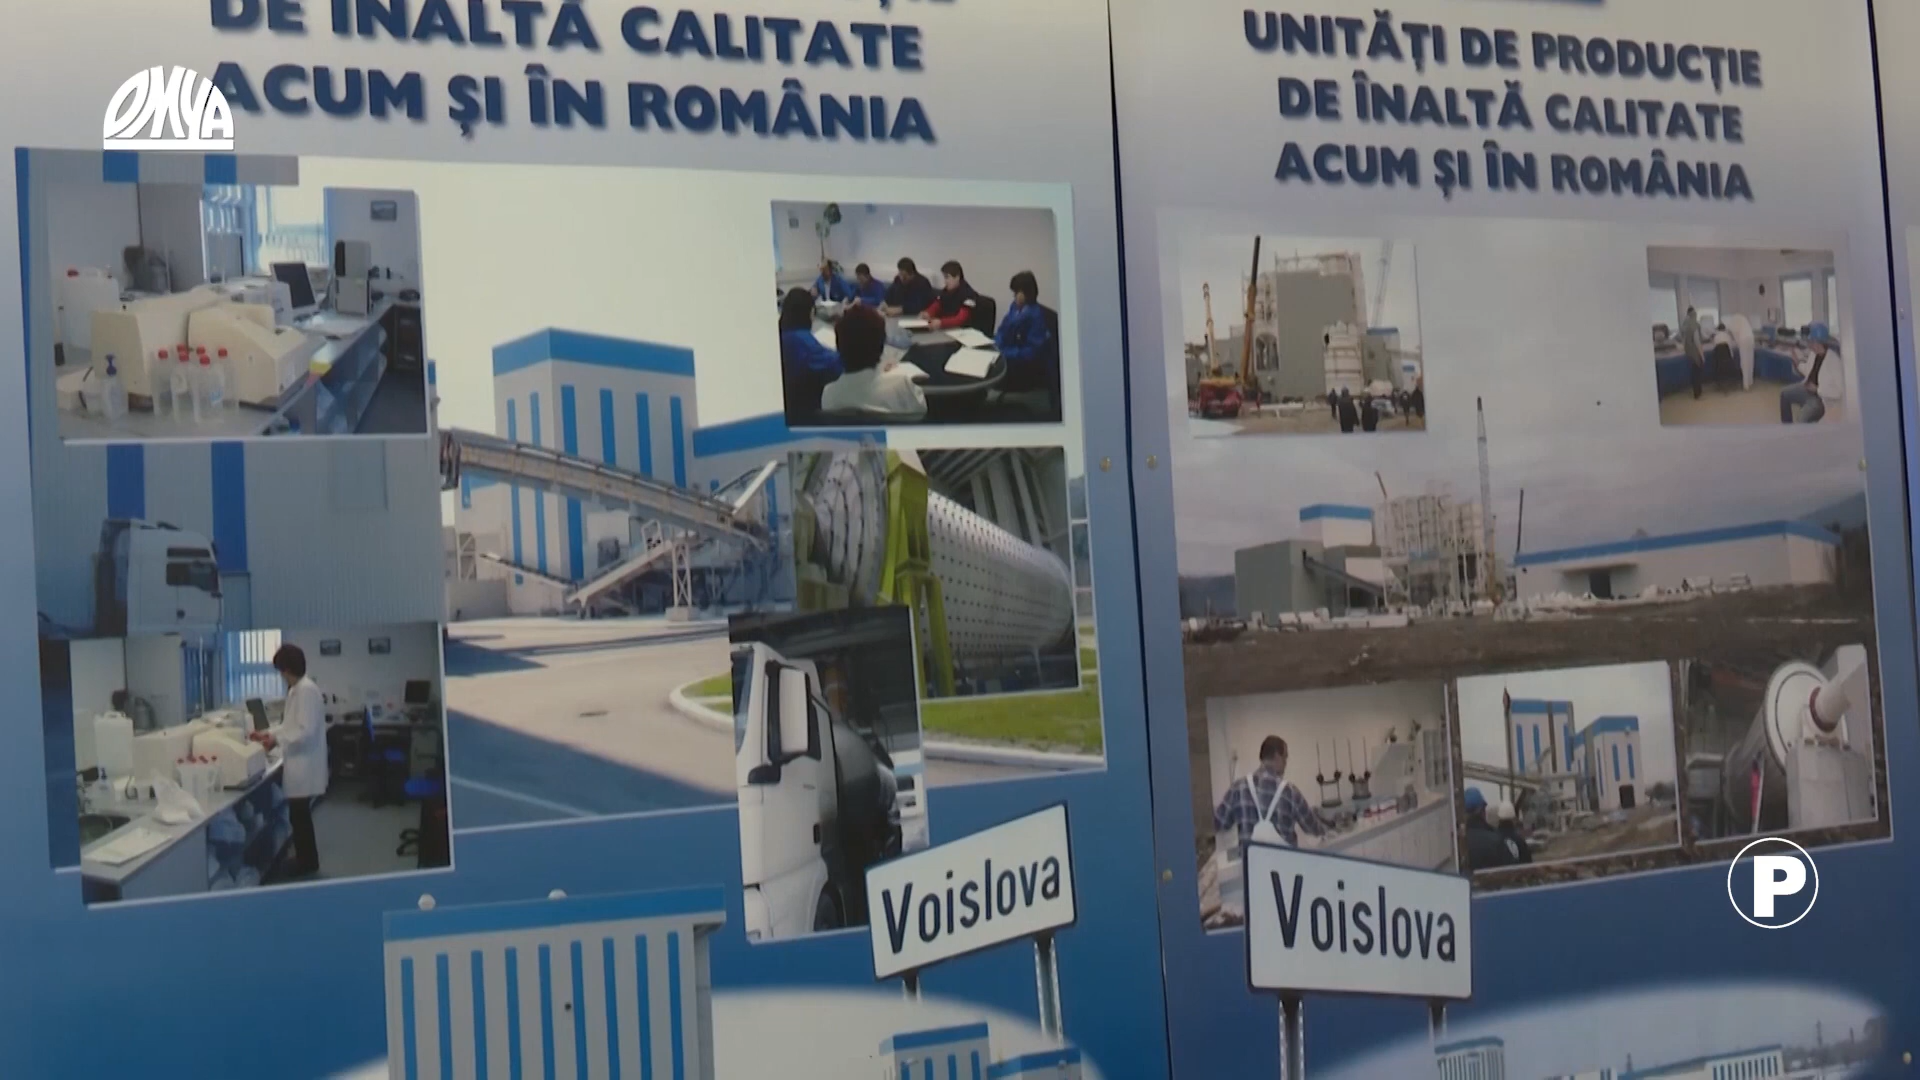 DE ÎNALTĂ CALITATE
ACUM ȘI ÎN ROMÂNIA
OMYA
UNITĂȚI DE PRODUCȚIE
DE ÎNALTĂ CALITATE
ACUM ȘI ÎN ROMÂNIA
Voislova
Voislova
P